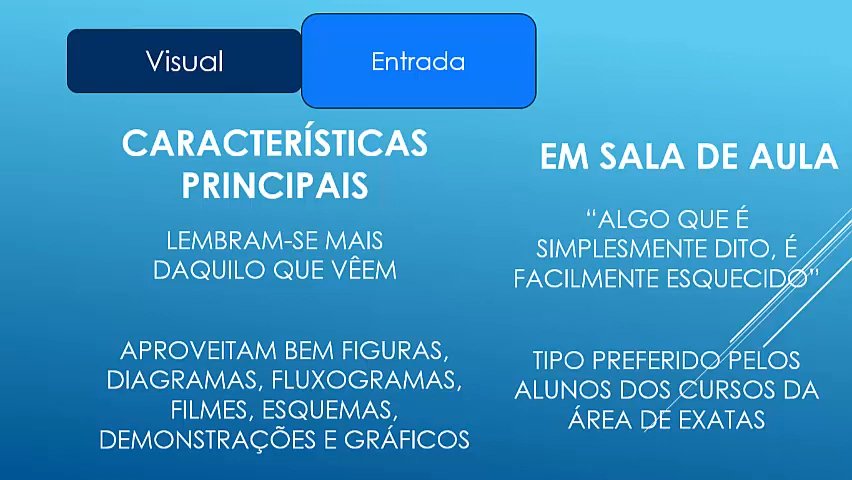 Visual
Entrada
CARACTERÍSTICAS
PRINCIPAIS
LEMBRAM-SE MAIS
DAQUILO QUE VÊEM
APROVEITAM BEM FIGURAS,
DIAGRAMAS, FLUXOGRAMAS,
FILMES, ESQUEMAS,
DEMONSTRAÇÕES E GRÁFICOS
EM SALA DE AULA
“ALGO QUE É
SIMPLESMENTE DITO, É
FACILMENTE ESQUECIDO”
TIPO PREFERIDO PELOS
ALUNOS DOS CURSOS DA
ÁREA DE EXATAS